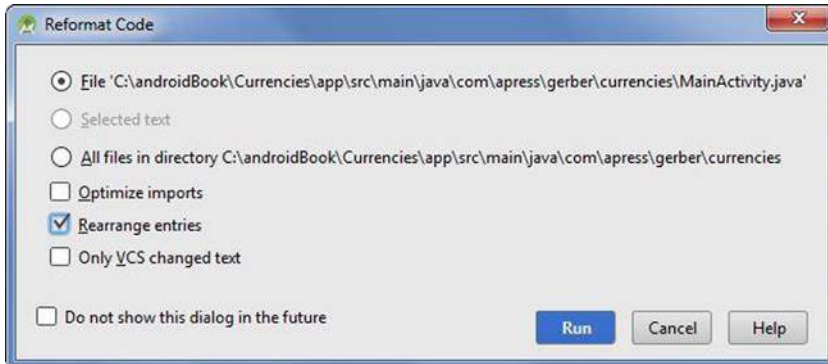 Reformat Code
File 'C:\androidBook\Currencies\app\src\main\java\com\apress\gerber\currencies\MainActivity.java'
Selected text
All files in directory C:\androidBook\Currencies\app\src\main\java\com\apress\gerber\currencies
Optimize imports
Rearrange entries
Only VCS changed text
Do not show this dialog in the future
Run Cancel Help